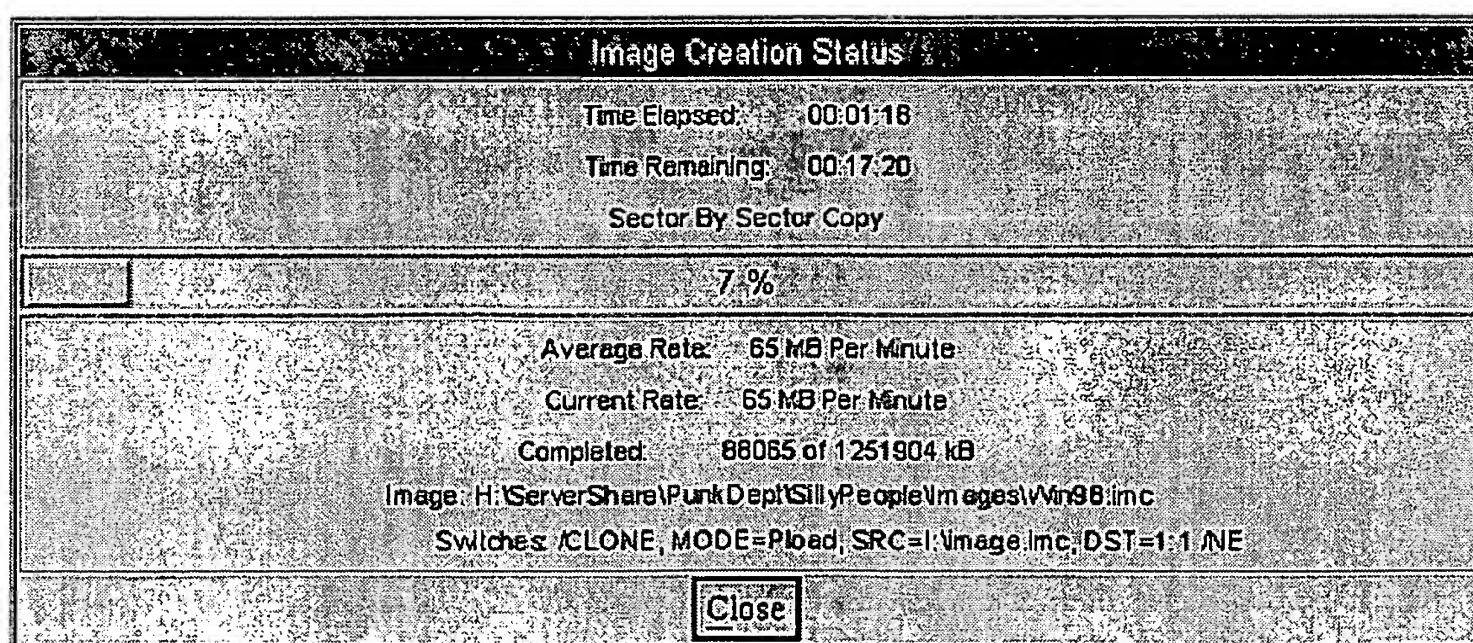 Image Creation Status
Time Elapsed: 00:01:18
Time Remaining: 00:17:20
Sector By Sector Copy
7 %
Average Rate: 65 MB Per Minute
Current Rate: 65 MB Per Minute
Completed: 88065 of 1251904 kB
Image: H:\ServerShare\PunkDept\SillyPeople\Images\Win98.imc
Switches: /CLONE, MODE=Pload, SRC=I:\Image.imc, DST=1:1 /NE
Close